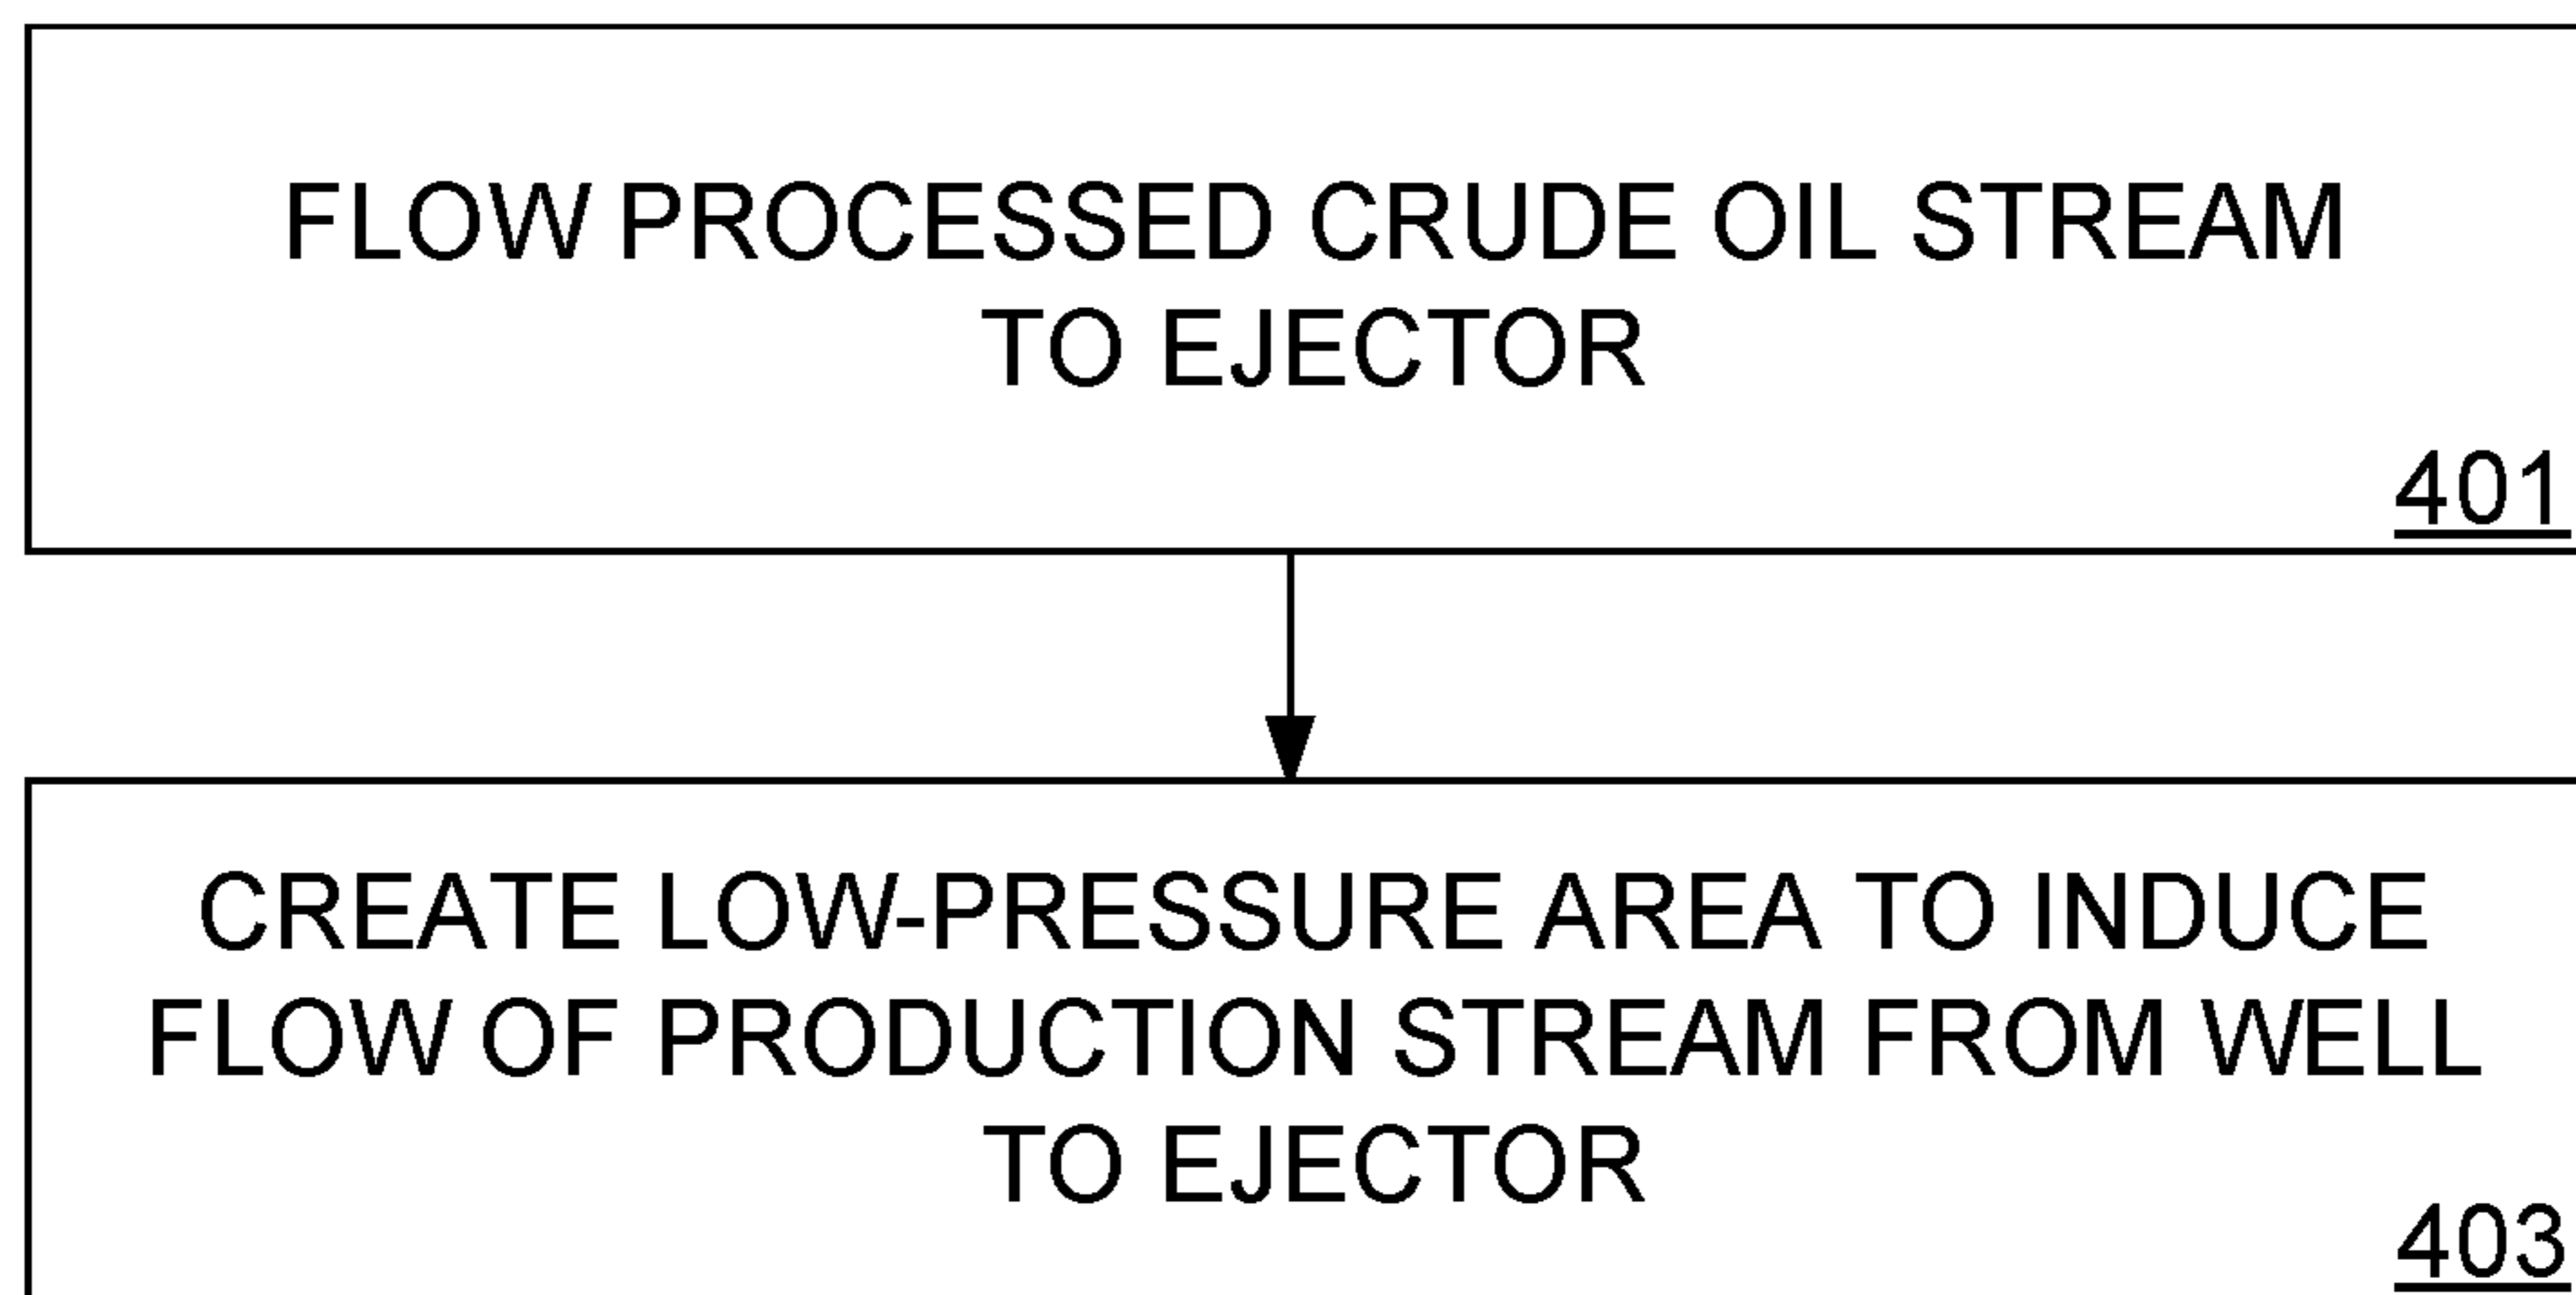 FLOW PROCESSED CRUDE OIL STREAM
TO EJECTOR
401
CREATE LOW-PRESSURE AREA TO INDUCE
FLOW OF PRODUCTION STREAM FROM WELL
TO EJECTOR
403